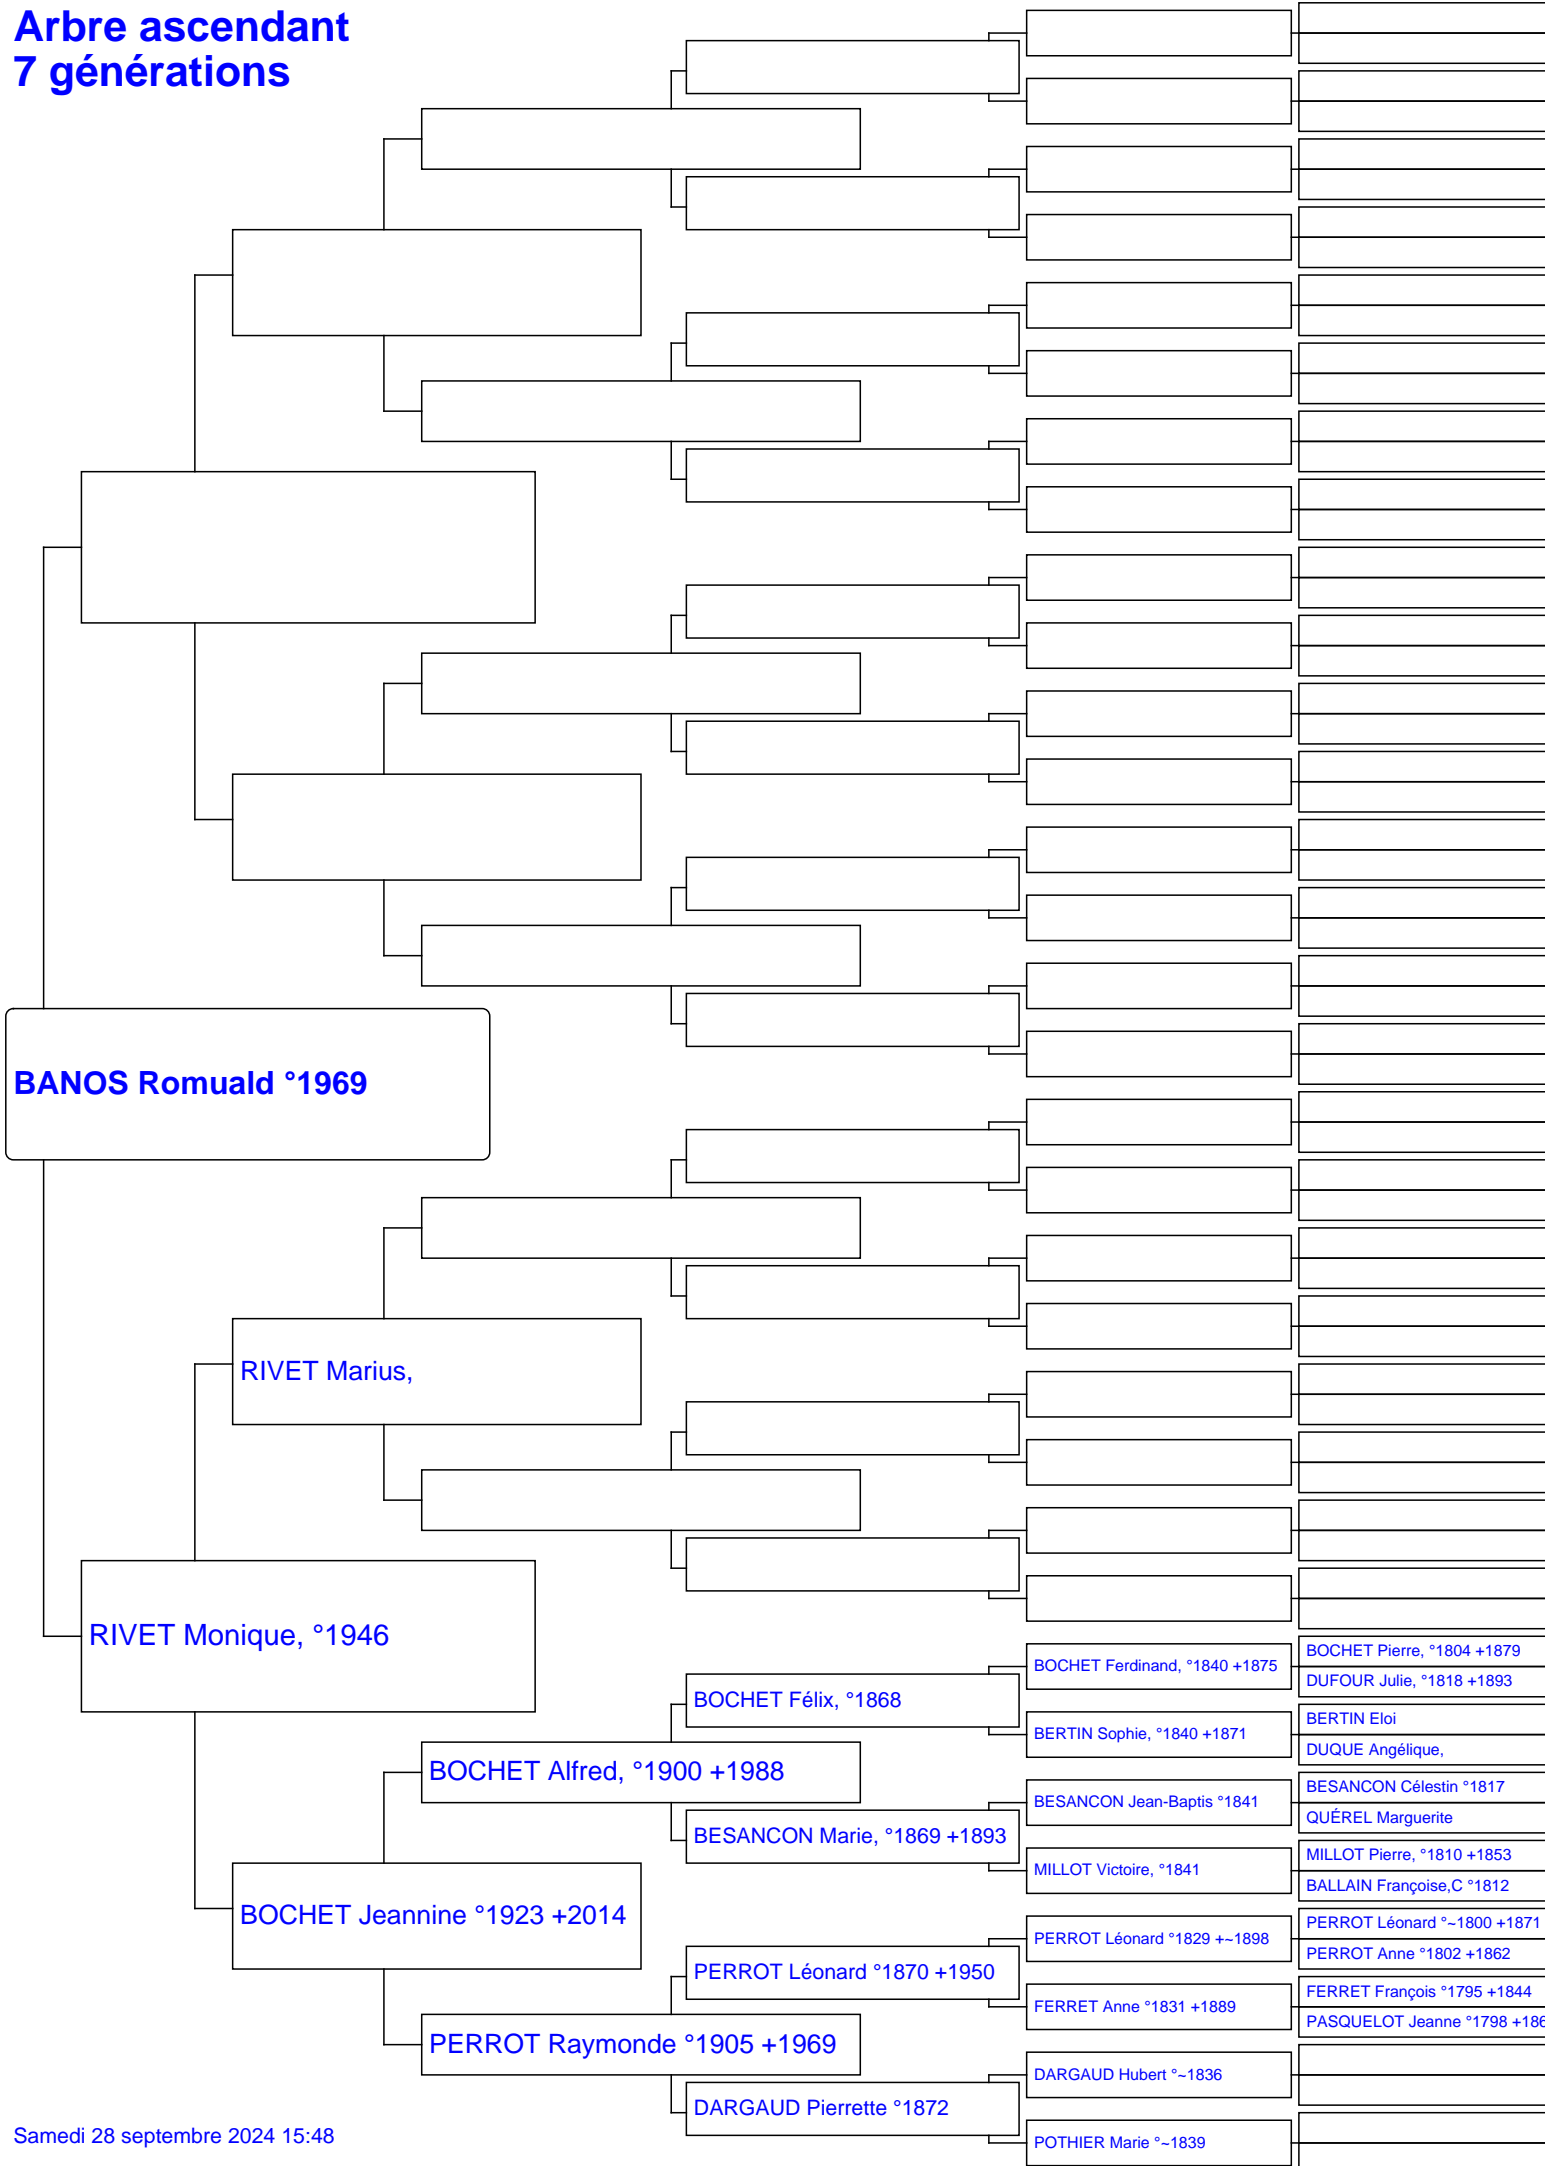 Arbre ascendant
7 générations
BANOS Romuald °1969
RIVET Marius,
RIVET Monique, °1946
BOCHET Jeannine °1923 +2014
BOCHET Alfred, °1900 +1988
PERROT Raymonde °1905 +1969
BOCHET Félix, °1868
BESANCON Marie, °1869 +1893
PERROT Léonard °1870 +1950
DARGAUD Pierrette °1872
BOCHET Ferdinand, °1840 +1875
BERTIN Sophie, °1840 +1871
BESANCON Jean-Baptis °1841
MILLOT Victoire, °1841
PERROT Léonard °1829 +~1898
FERRET Anne °1831 +1889
DARGAUD Hubert °~1836
POTHIER Marie °~1839
BOCHET Pierre, °1804 +1879
DUFOUR Julie, °1818 +1893
BERTIN Eloi
DUQUE Angélique,
BESANCON Célestin °1817
QUÉREL Marguerite
MILLOT Pierre, °1810 +1853
BALLAIN Françoise,C °1812
PERROT Léonard °~1800 +1871
PERROT Anne °1802 +1862
FERRET François °1795 +1844
PASQUELOT Jeanne °1798
Samedi 28 septembre 2024 15:48